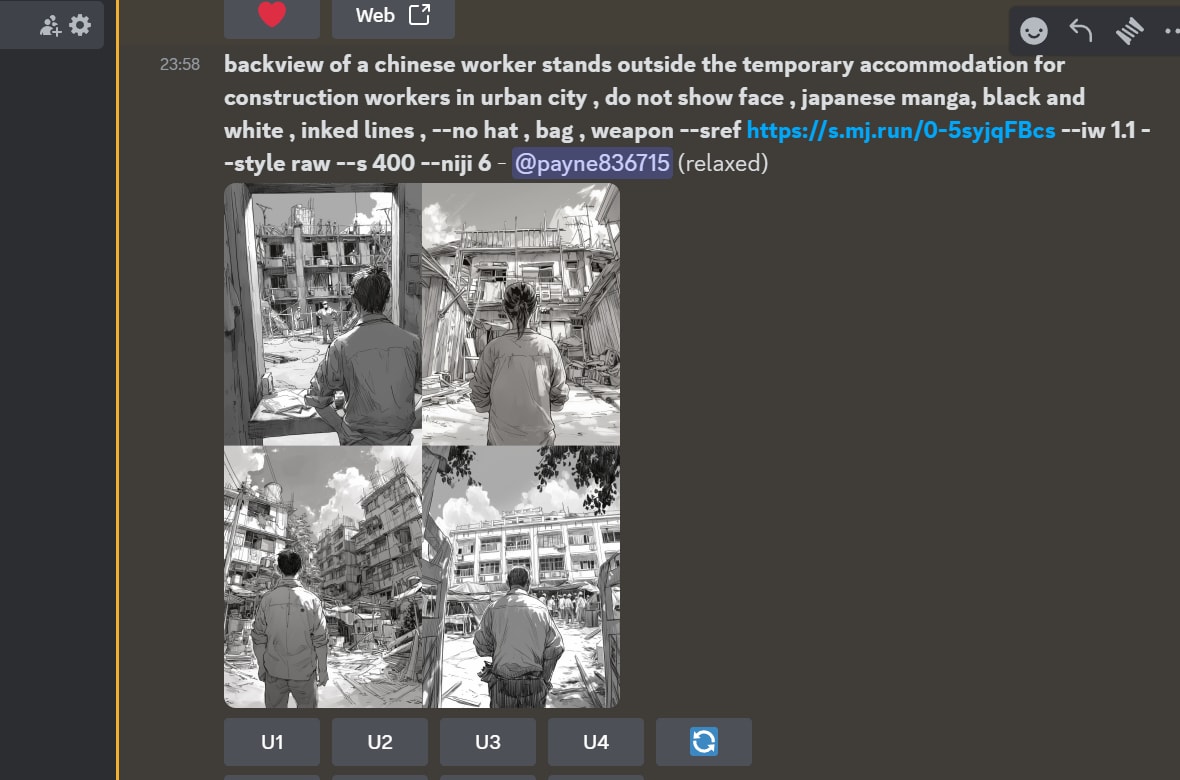 Web
23:58
backview of a chinese worker stands outside the temporary accommodation for
construction workers in urban city , do not show face , japanese manga, black and
white , inked lines , --no hat , bag , weapon --sref https://s.mj.run/0-5syjqFBcs --iw 1.1 -
-style raw --s 400 --niji 6 - @payne836715 (relaxed)
U1 U2 U3 U4